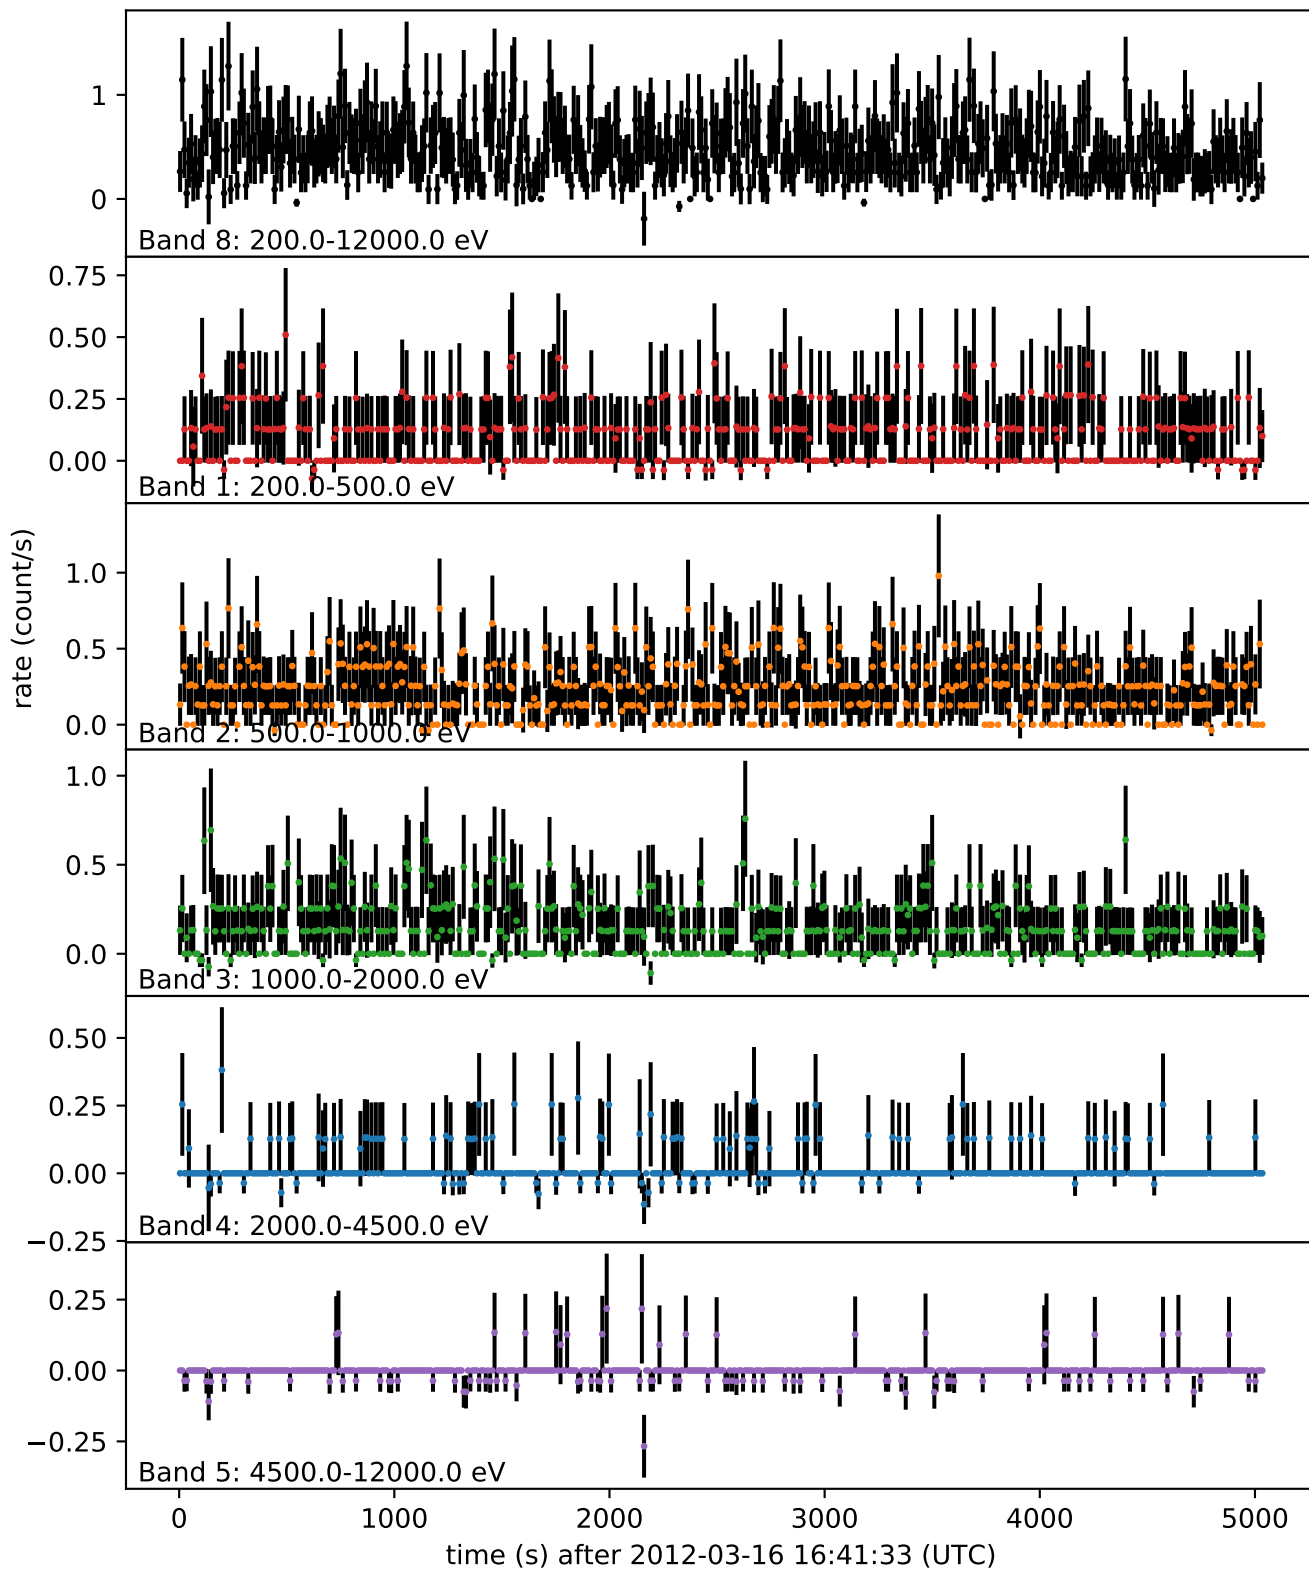 1
0
Band 8: 200.0-12000.0 eV
0.75
0.50
0.25
0.00
Band 1: 200.0-500.0 eV
rate (count/s)
1.0
0.5
0.0
Band 2: 500.0-1000.0 eV
1.0
0.5
0.0
Band 3: 1000.0-2000.0 eV
0.50
0.25
0.00
−0.25
Band 4: 2000.0-4500.0 eV
0.25
0.00
−0.25
Band 5: 4500.0-12000.0 eV
0 1000 2000 3000 4000 5000
time (s) after 2012-03-16 16:41:33 (UTC)